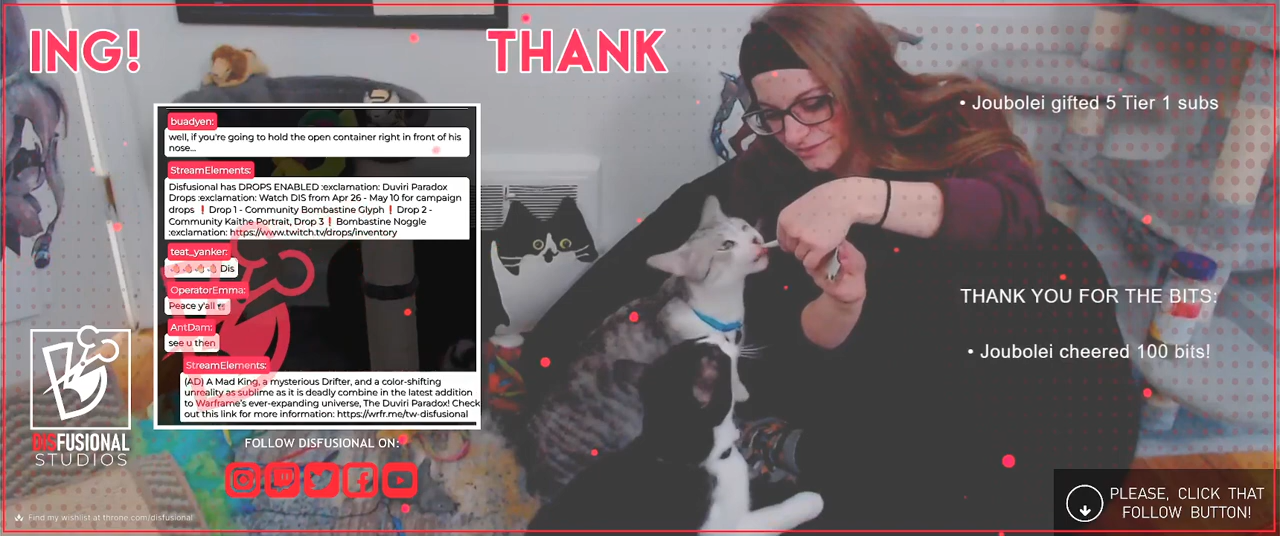 ING!
THANK
buadyen:
well, if you're going to hold the open container right in front of his
nose...
StreamElements:
Disfusional has DROPS ENABLED :exclamation: Duviri Paradox
Drops :exclamation: Watch DIS from Apr 26 - May 10 for campaign
drops ❗ Drop 1 - Community Bombastine Glyph ❗ Drop 2 -
Community Kaithe Portrait, Drop 3 ❗ Bombastine Noggle
:exclamation: https://www.twitch.tv/drops/inventory
teat_yanker:
Dis
OperatorEmma:
Peace y'all
AntDam:
see u then
StreamElements:
(AD) A Mad King, a mysterious Drifter, and a color-shifting
unreality as sublime as it is deadly combine in the latest addition
to Warframe's ever-expanding universe, The Duviri Paradox! Check
out this link for more information: https://wrfr.me/tw-disfusional
DISFUSIONAL
STUDIOS
FOLLOW DISFUSIONAL ON:
Find my wishlist at throne.com/disfusional
• Joubolei gifted 5 Tier 1 subs
THANK YOU FOR THE BITS:
• Joubolei cheered 100 bits!
PLEASE, CLICK THAT
FOLLOW BUTTON!